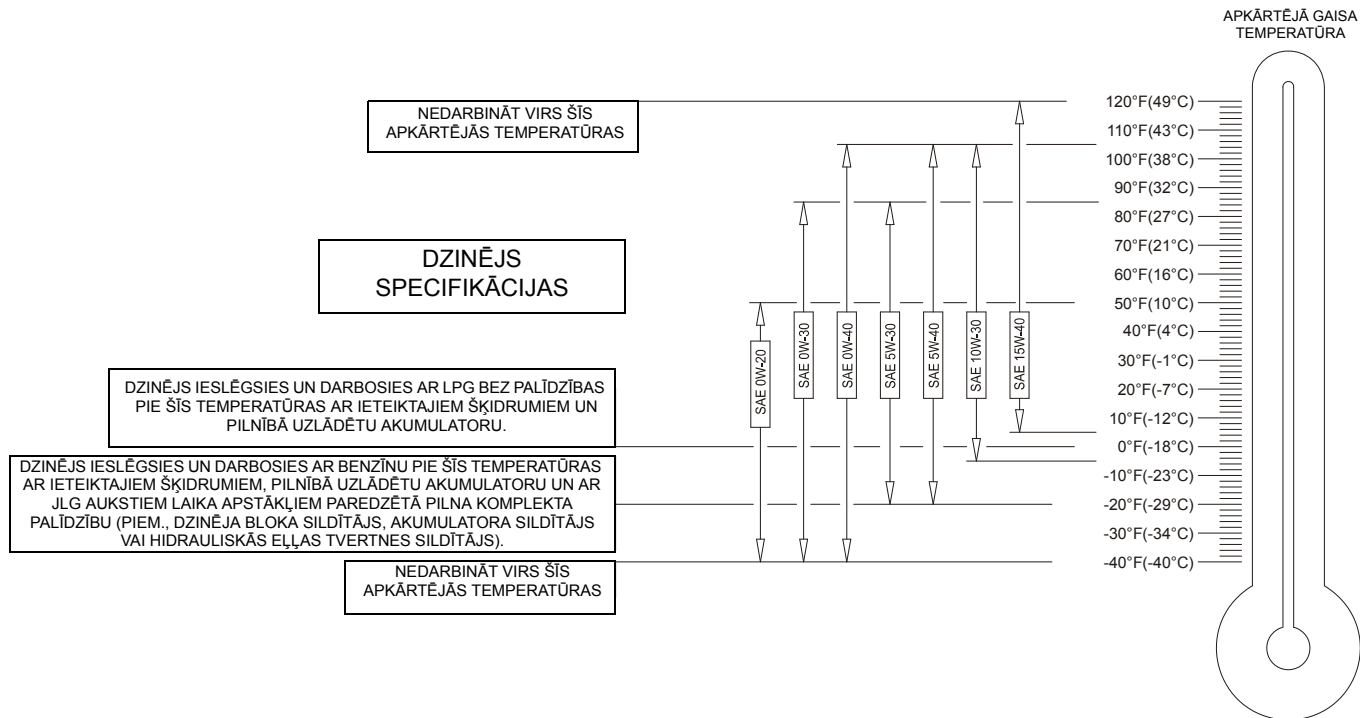 APKĀRTĒJĀ GAISA
TEMPERATŪRA
NEDARBINĀT VIRS ŠĪS
APKĀRTĒJĀS TEMPERATŪRAS
DZINĒJS
SPECIFIKĀCIJAS
DZINĒJS IESLĒGSIES UN DARBOSIES AR LPG BEZ PALĪDZĪBAS
PIE ŠĪS TEMPERATŪRAS AR IETEIKTAJIEM ŠĶIDRUMIEM UN
PILNĪBĀ UZLĀDĒTU AKUMULATORU.
DZINĒJS IESLĒGSIES UN DARBOSIES AR BENZĪNU PIE ŠĪS TEMPERATŪRAS
AR IETEIKTAJIEM ŠĶIDRUMIEM, PILNĪBĀ UZLĀDĒTU AKUMULATORU UN AR
JLG AUKSTIEM LAIKA APSTĀKĻIEM PAREDZĒTĀ PILNA KOMPLEKTA
PALĪDZĪBU (PIEM., DZINĒJA BLOKA SILDĪTĀJS, AKUMULATORA SILDĪTĀJS
VAI HIDRAULISKĀS EĻĻAS TVERTNES SILDĪTĀJS).
NEDARBINĀT VIRS ŠĪS
APKĀRTĒJĀS TEMPERATŪRAS
SAE 0W-20
SAE 0W-30
SAE 0W-40
SAE 5W-30
SAE 5W-40
SAE 10W-30
SAE 15W-40
120°F(49°C)
110°F(43°C)
100°F(38°C)
90°F(32°C)
80°F(27°C)
70°F(21°C)
60°F(16°C)
50°F(10°C)
40°F(4°C)
30°F(-1°C)
20°F(-7°C)
10°F(-12°C)
0°F(-18°C)
-10°F(-23°C)
-20°F(-29°C)
-30°F(-34°C)
-40°F(-40°C)